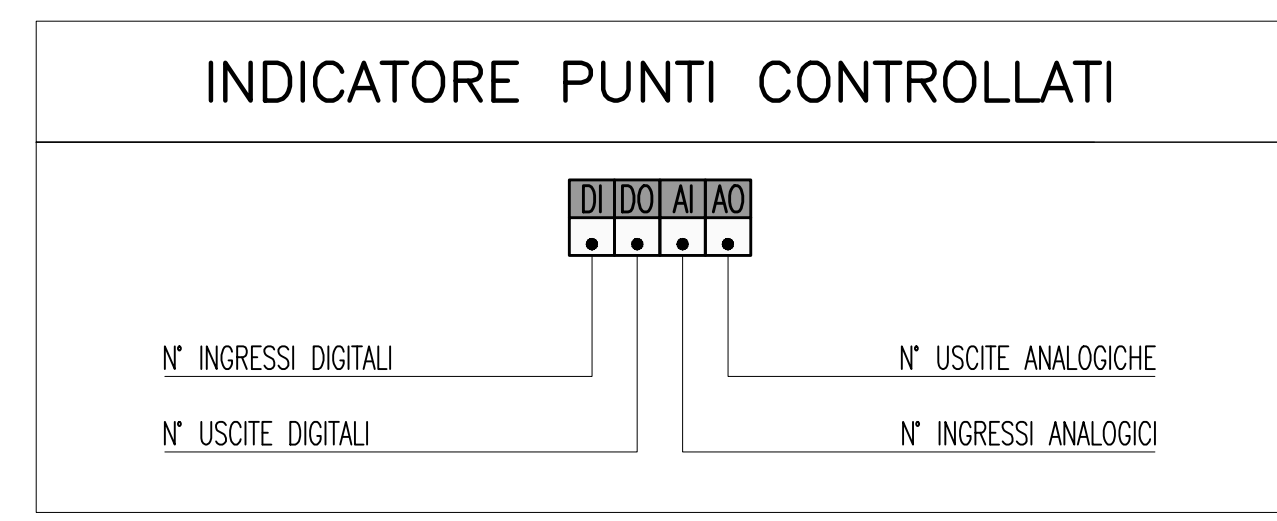 INDICATORE PUNTI CONTROLLATI
DI DO AI AO
N° INGRESSI DIGITALI
N° USCITE ANALOGICHE
N° USCITE DIGITALI
N° INGRESSI ANALOGICI